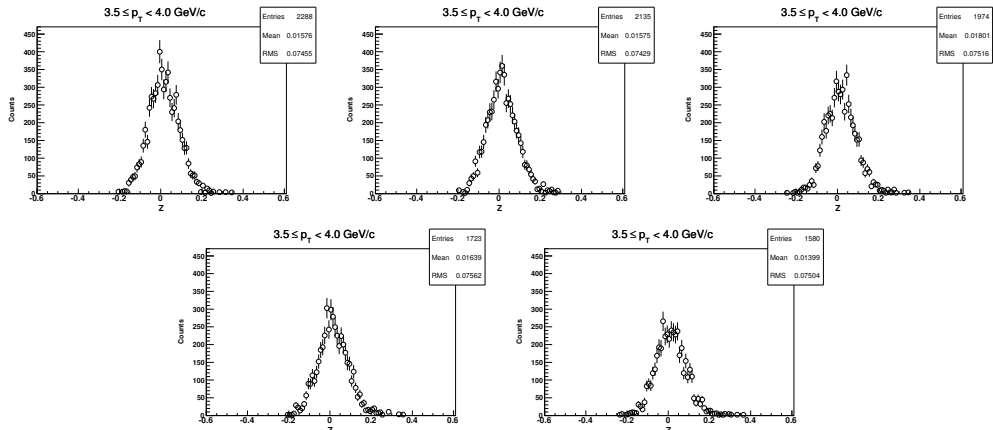 3.5 ≤ p_T < 4.0 GeV/c
Entries 2288
Mean 0.01576
RMS 0.07455
Counts
450
400
350
300
250
200
150
100
50
0
-0.6 -0.4 -0.2 0 0.2 0.4 0.6
Z
3.5 ≤ p_T < 4.0 GeV/c
Entries 2135
Mean 0.01575
RMS 0.07429
Counts
450
400
350
300
250
200
150
100
50
0
-0.6 -0.4 -0.2 0 0.2 0.4 0.6
Z
3.5 ≤ p_T < 4.0 GeV/c
Entries 1974
Mean 0.01801
RMS 0.07516
Counts
450
400
350
300
250
200
150
100
50
0
-0.6 -0.4 -0.2 0 0.2 0.4 0.6
Z
3.5 ≤ p_T < 4.0 GeV/c
Entries 1723
Mean 0.01639
RMS 0.07562
Counts
450
400
350
300
250
200
150
100
50
0
-0.6 -0.4 -0.2 0 0.2 0.4 0.6
Z
3.5 ≤ p_T < 4.0 GeV/c
Entries 1580
Mean 0.01399
RMS 0.07504
Counts
450
400
350
300
250
200
150
100
50
0
-0.6 -0.4 -0.2 0 0.2 0.4 0.6
Z